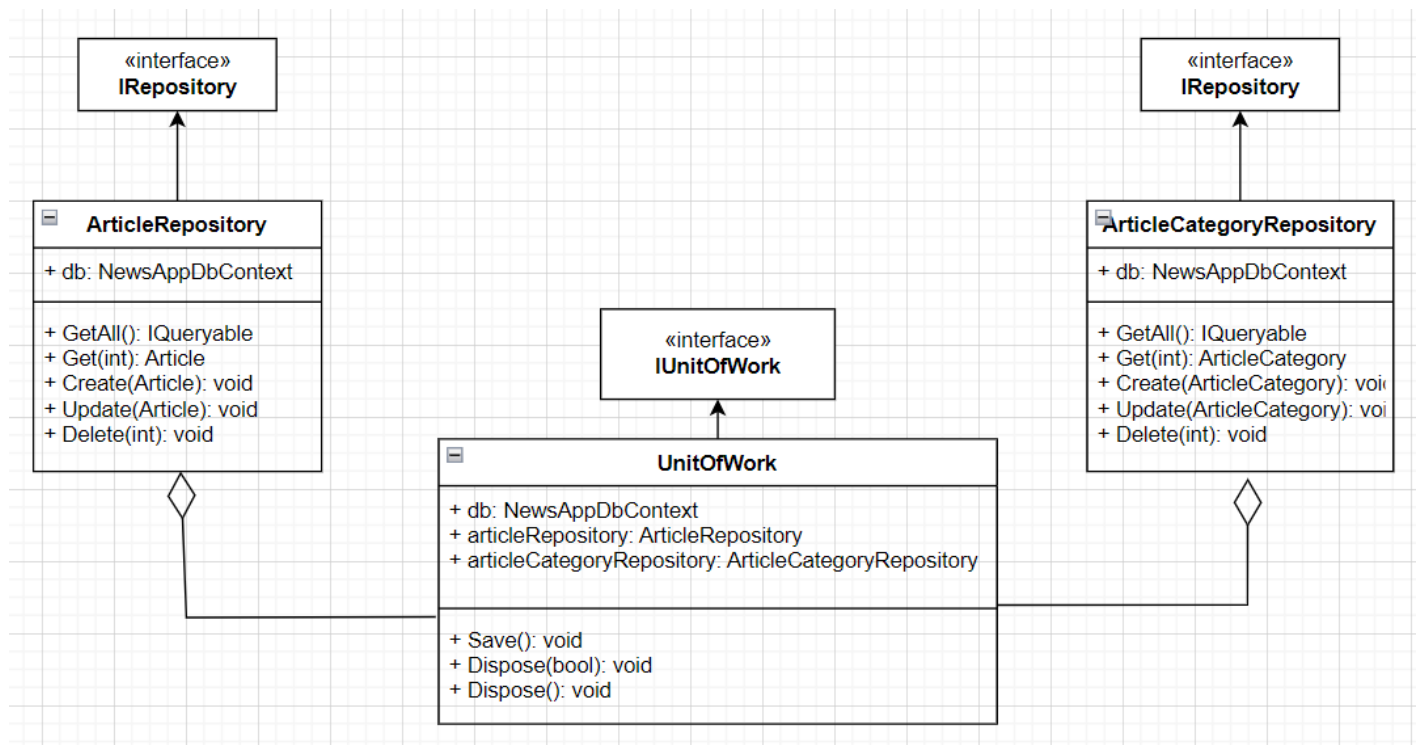 «interface»
IRepository
«interface»
IRepository
ArticleRepository
+ db: NewsAppDbContext
+ GetAll(): IQueryable
+ Get(int): Article
+ Create(Article): void
+ Update(Article): void
+ Delete(int): void
ArticleCategoryRepository
+ db: NewsAppDbContext
+ GetAll(): IQueryable
+ Get(int): ArticleCategory
+ Create(ArticleCategory): voi
+ Update(ArticleCategory): voi
+ Delete(int): void
«interface»
IUnitOfWork
UnitOfWork
+ db: NewsAppDbContext
+ articleRepository: ArticleRepository
+ articleCategoryRepository: ArticleCategoryRepository
+ Save(): void
+ Dispose(bool): void
+ Dispose(): void